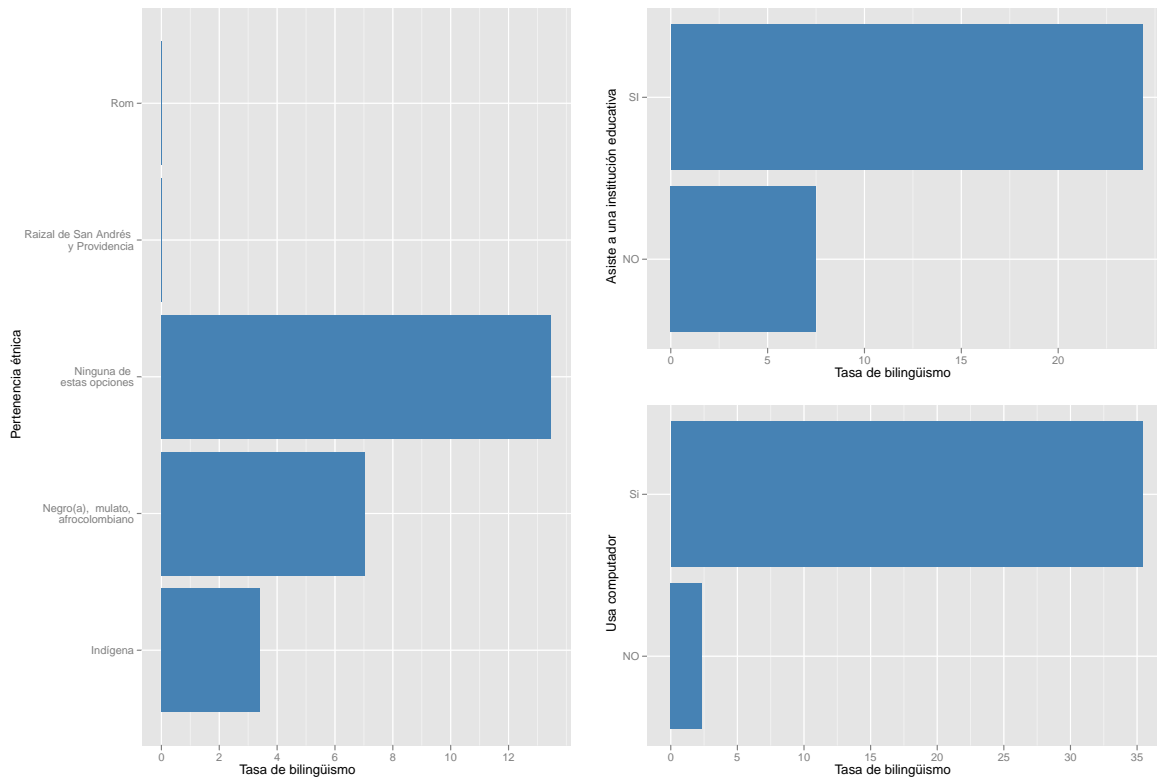 Pertenencia étnica
Rom
Raizal de San Andrés
y Providencia
Ninguna de
estas opciones
Negro(a), mulato,
afrocolombiano
Indígena
0 2 4 6 8 10 12
Tasa de bilingüismo
Asiste a una institución educativa
SI
NO
0 5 10 15 20
Tasa de bilingüismo
Usa computador
Si
NO
0 5 10 15 20 25 30 35
Tasa de bilingüismo